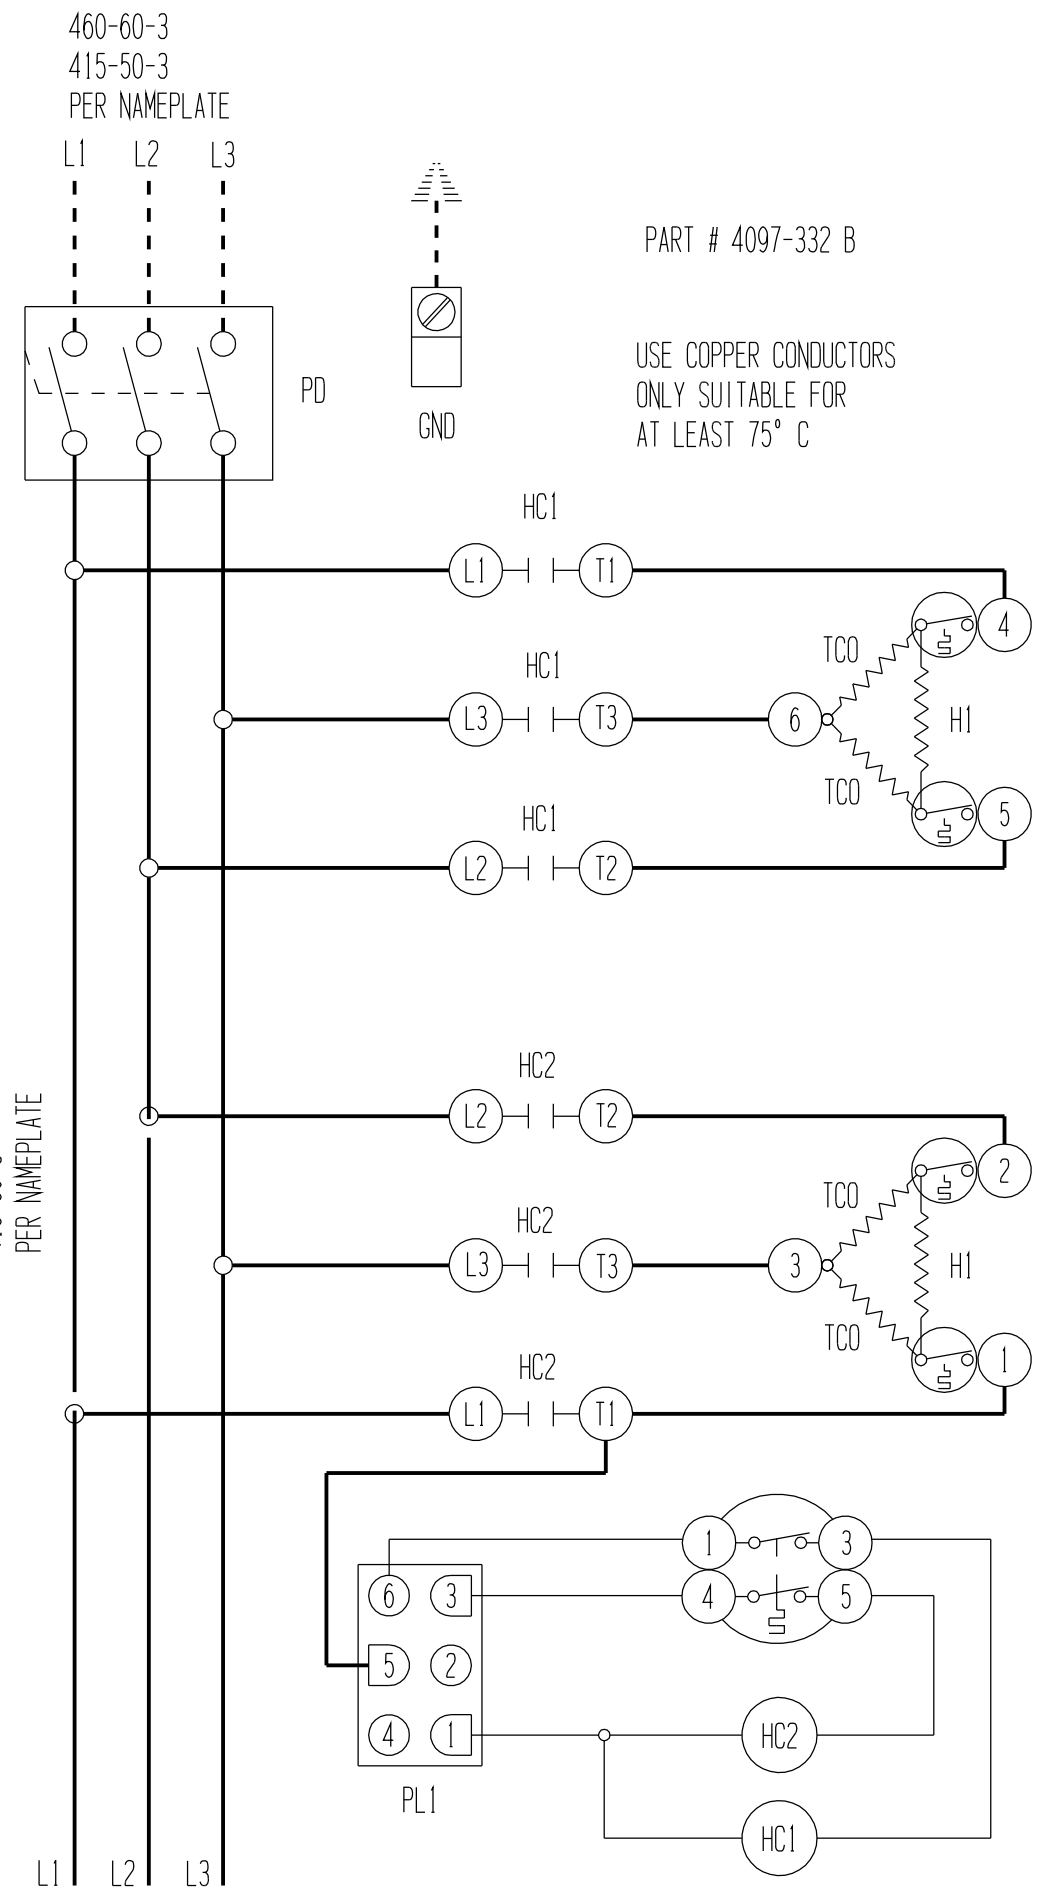 460-60-3
415-50-3
PER NAMEPLATE
L1 L2 L3
PART # 4097-332 B
USE COPPER CONDUCTORS
ONLY SUITABLE FOR
AT LEAST 75° C
PD
GND
HC1
L1 T1
4
TCO
HC1
L3 T3 6 H1
TCO
5
HC1
L2 T2
HC2
L2 T2
PER NAMEPLATE
2
TCO
HC2
L3 T3 3 H1
TCO
1
HC2
L1 T1
1 3
6 3 4 5
5 2
4 1 HC2
PL1
HC1
L1 L2 L3